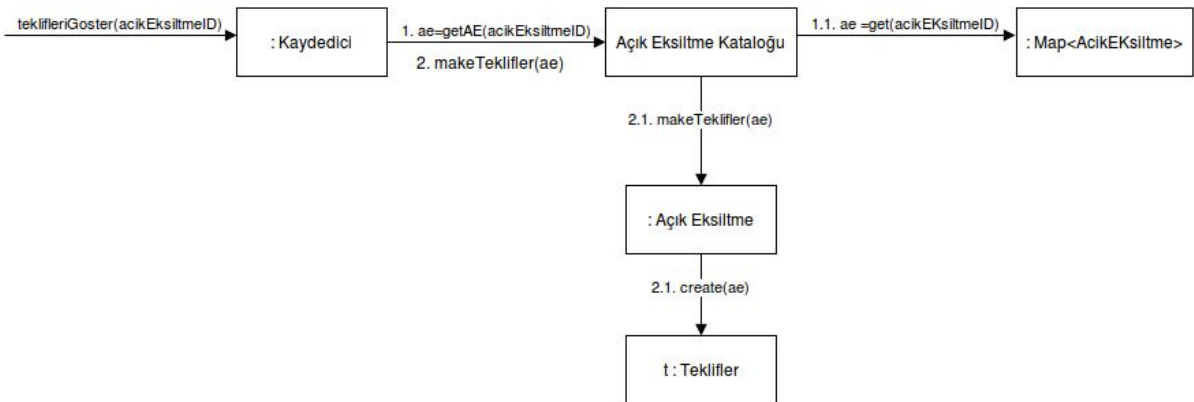 teklifleriGoster(acikEksiltmeID)
: Kaydedici
1. ae=getAE(acikEksiltmeID)
2. makeTeklifler(ae)
Açık Eksiltme Kataloğu
1.1. ae =get(acikEKsiltmeID)
: Map<AcikEKsiltme>
2.1. makeTeklifler(ae)
: Açık Eksiltme
2.1. create(ae)
t : Teklifler